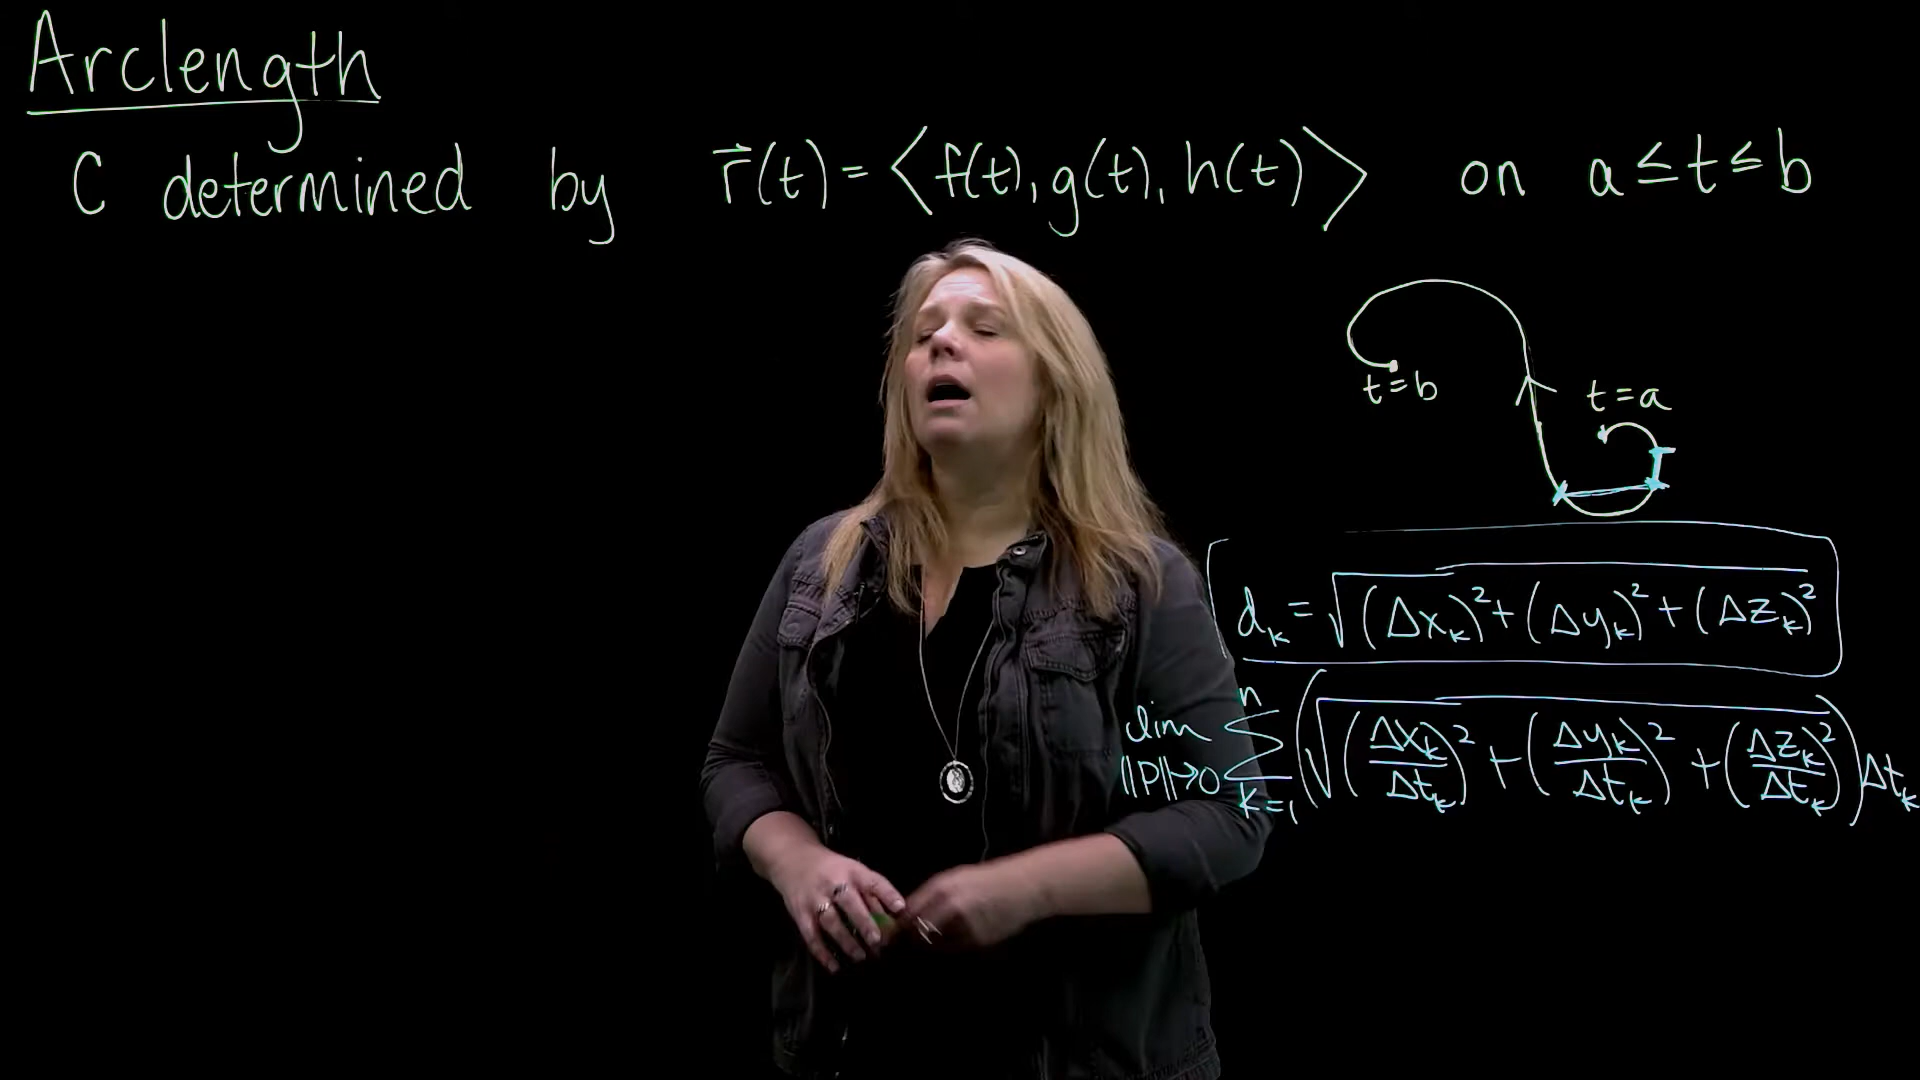 Arclength
C determined by r⃗(t) = ⟨f(t), g(t), h(t)⟩ on a ≤ t ≤ b
t = b
t = a
dₖ = √((Δxₖ)² + (Δyₖ)² + (Δzₖ)²)
lim ||P||→0 ∑ₖ₌₁ⁿ (√((Δxₖ/Δtₖ)² + (Δyₖ/Δtₖ)² + (Δzₖ/Δtₖ)²)) Δtₖ